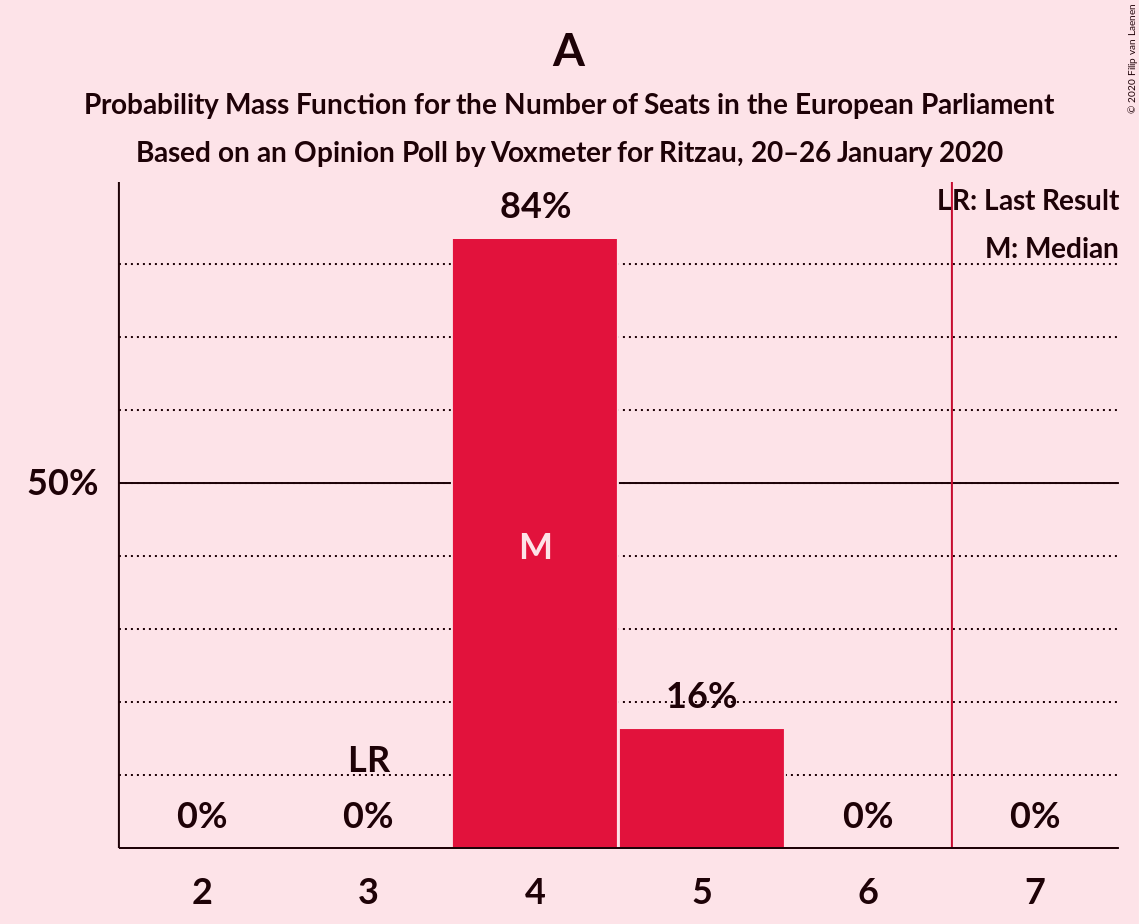 A
Probability Mass Function for the Number of Seats in the European Parliament
Based on an Opinion Poll by Voxmeter for Ritzau, 20–26 January 2020
© 2020 Filip van Laenen
LR: Last Result
M: Median
84%
50%
M
16%
LR
0% 0% 0% 0%
2 3 4 5 6 7